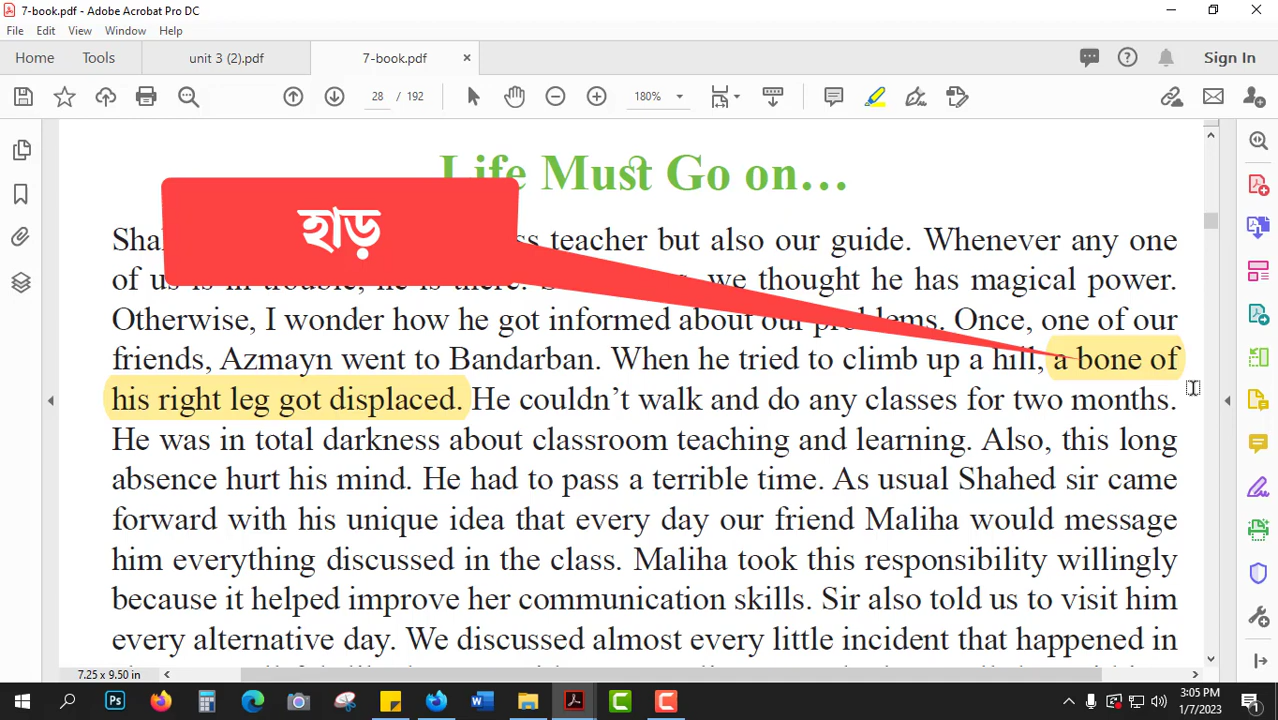 7-book.pdf - Adobe Acrobat Pro DC
File Edit View Window Help
Home Tools unit 3 (2).pdf 7-book.pdf × Sign In
28 / 192 180%
Life Must Go on...
হাড়
teacher but also our guide. Whenever any one
we thought he has magical power.
Otherwise, I wonder how he got informed about our problems. Once, one of our
friends, Azmayn went to Bandarban. When he tried to climb up a hill, a bone of
his right leg got displaced. He couldn’t walk and do any classes for two months.
He was in total darkness about classroom teaching and learning. Also, this long
absence hurt his mind. He had to pass a terrible time. As usual Shahed sir came
forward with his unique idea that every day our friend Maliha would message
him everything discussed in the class. Maliha took this responsibility willingly
because it helped improve her communication skills. Sir also told us to visit him
every alternative day. We discussed almost every little incident that happened in
7.25 x 9.50 in
3:05 PM
1/7/2023